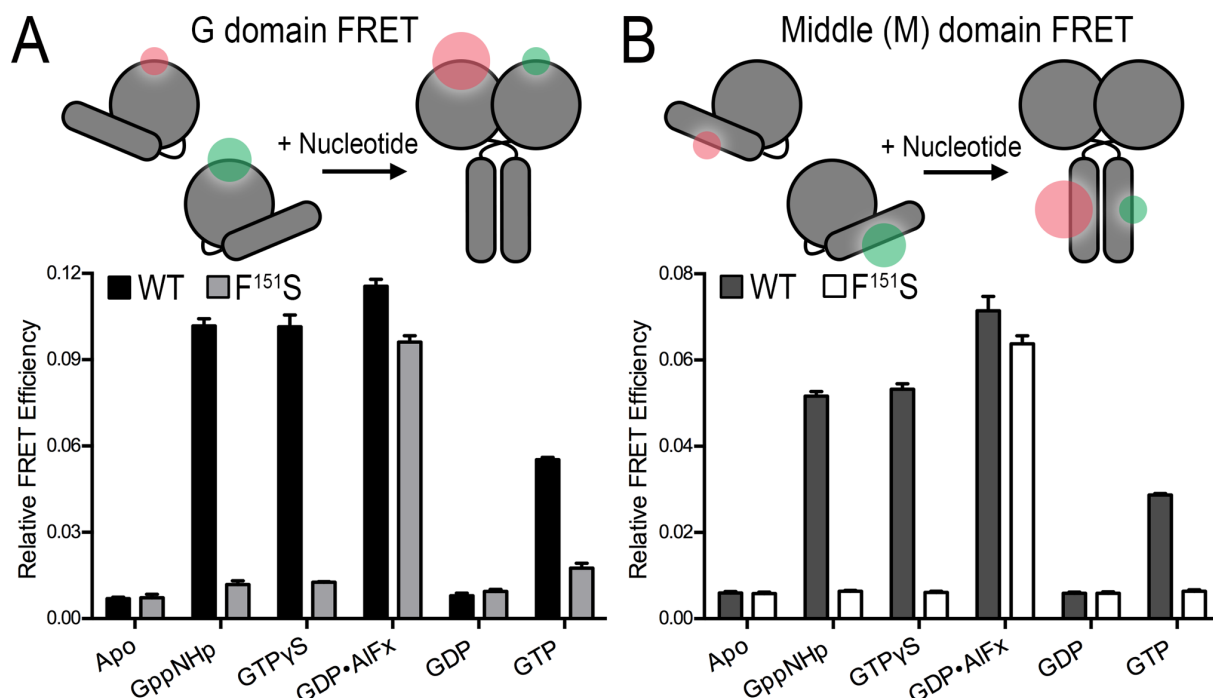 A
G domain FRET
+ Nucleotide
WT
F¹⁵¹S
Relative FRET Efficiency
0.12
0.09
0.06
0.03
0.00
Apo
GppNHp
GTPγS
GDP•AlFx
GDP
GTP
B
Middle (M) domain FRET
+ Nucleotide
WT
F¹⁵¹S
Relative FRET Efficiency
0.08
0.06
0.04
0.02
0.00
Apo
GppNHp
GTPγS
GDP•AlFx
GDP
GTP